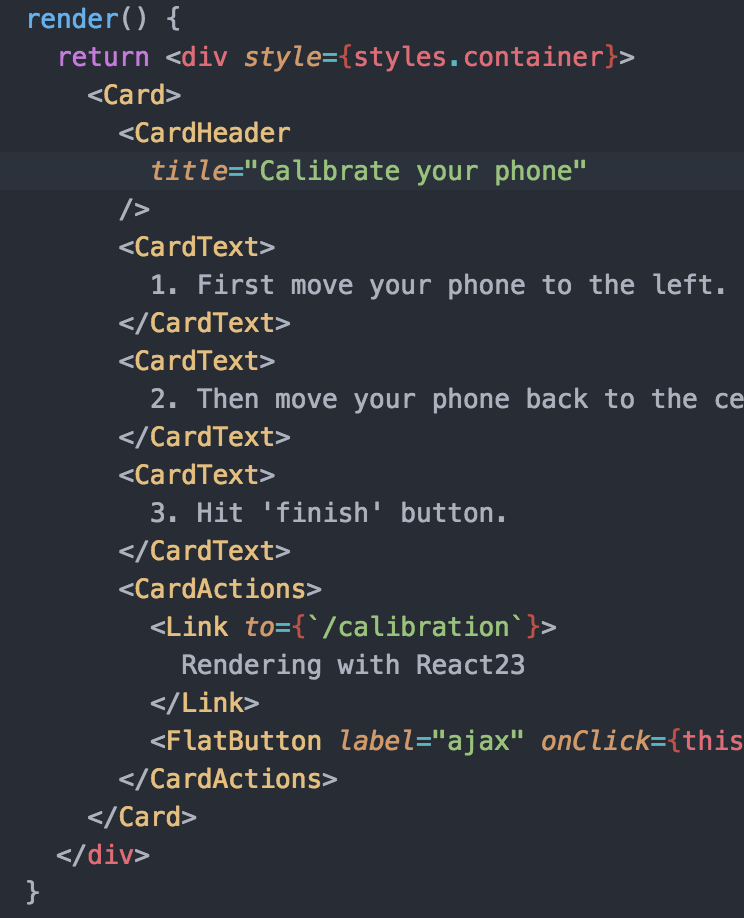 render() {
  return <div style={styles.container}>
    <Card>
      <CardHeader
        title="Calibrate your phone"
      />
      <CardText>
        1. First move your phone to the left.
      </CardText>
      <CardText>
        2. Then move your phone back to the ce
      </CardText>
      <CardText>
        3. Hit 'finish' button.
      </CardText>
      <CardActions>
        <Link to={`/calibration`}>
          Rendering with React23
        </Link>
        <FlatButton label="ajax" onClick={this
      </CardActions>
    </Card>
  </div>
}